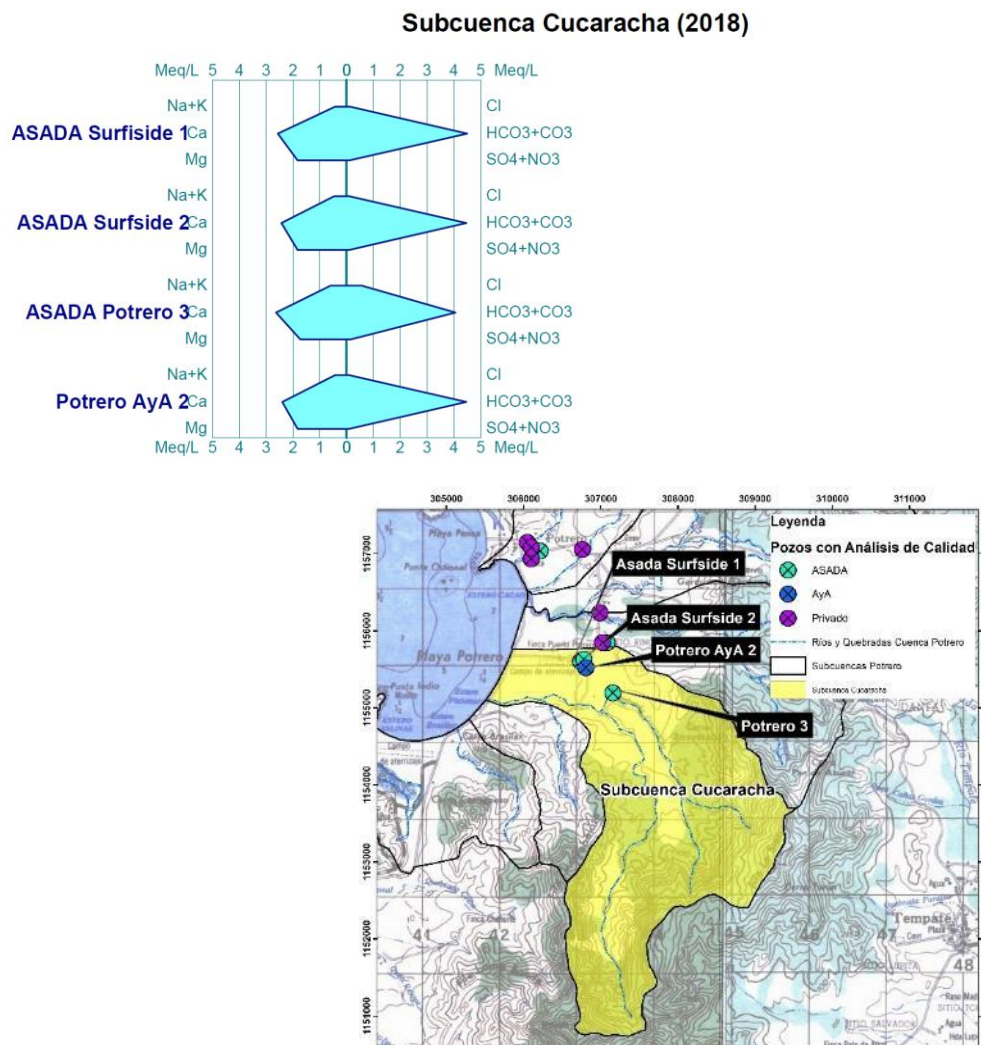 Subcuenca Cucaracha (2018)
Meq/L 5 4 3 2 1 0 1 2 3 4 5 Meq/L
Na+K Cl
ASADA Surfiside 1 Ca HCO3+CO3
Mg SO4+NO3
Na+K Cl
ASADA Surfside 2 Ca HCO3+CO3
Mg SO4+NO3
Na+K Cl
ASADA Potrero 3 Ca HCO3+CO3
Mg SO4+NO3
Na+K Cl
Potrero AyA 2 Ca HCO3+CO3
Mg SO4+NO3
Meq/L 5 4 3 2 1 0 1 2 3 4 5 Meq/L
305000 306000 307000 308000 309000 310000 311000
Leyenda
Pozos con Análisis de Calidad
ASADA
AyA
Privado
Ríos y Quebradas Cuenca Potrero
Subcuencas Potrero
Subcuenca Cucaracha
1157000
1156000
1155000
1154000
1153000
1152000
1151000
Potrero
Asada Surfside 1
Asada Surfside 2
Potrero AyA 2
Playa Potrero
Potrero 3
Subcuenca Cucaracha
Tempate
41 42 45 46 47 48
SITIO SALVADOR